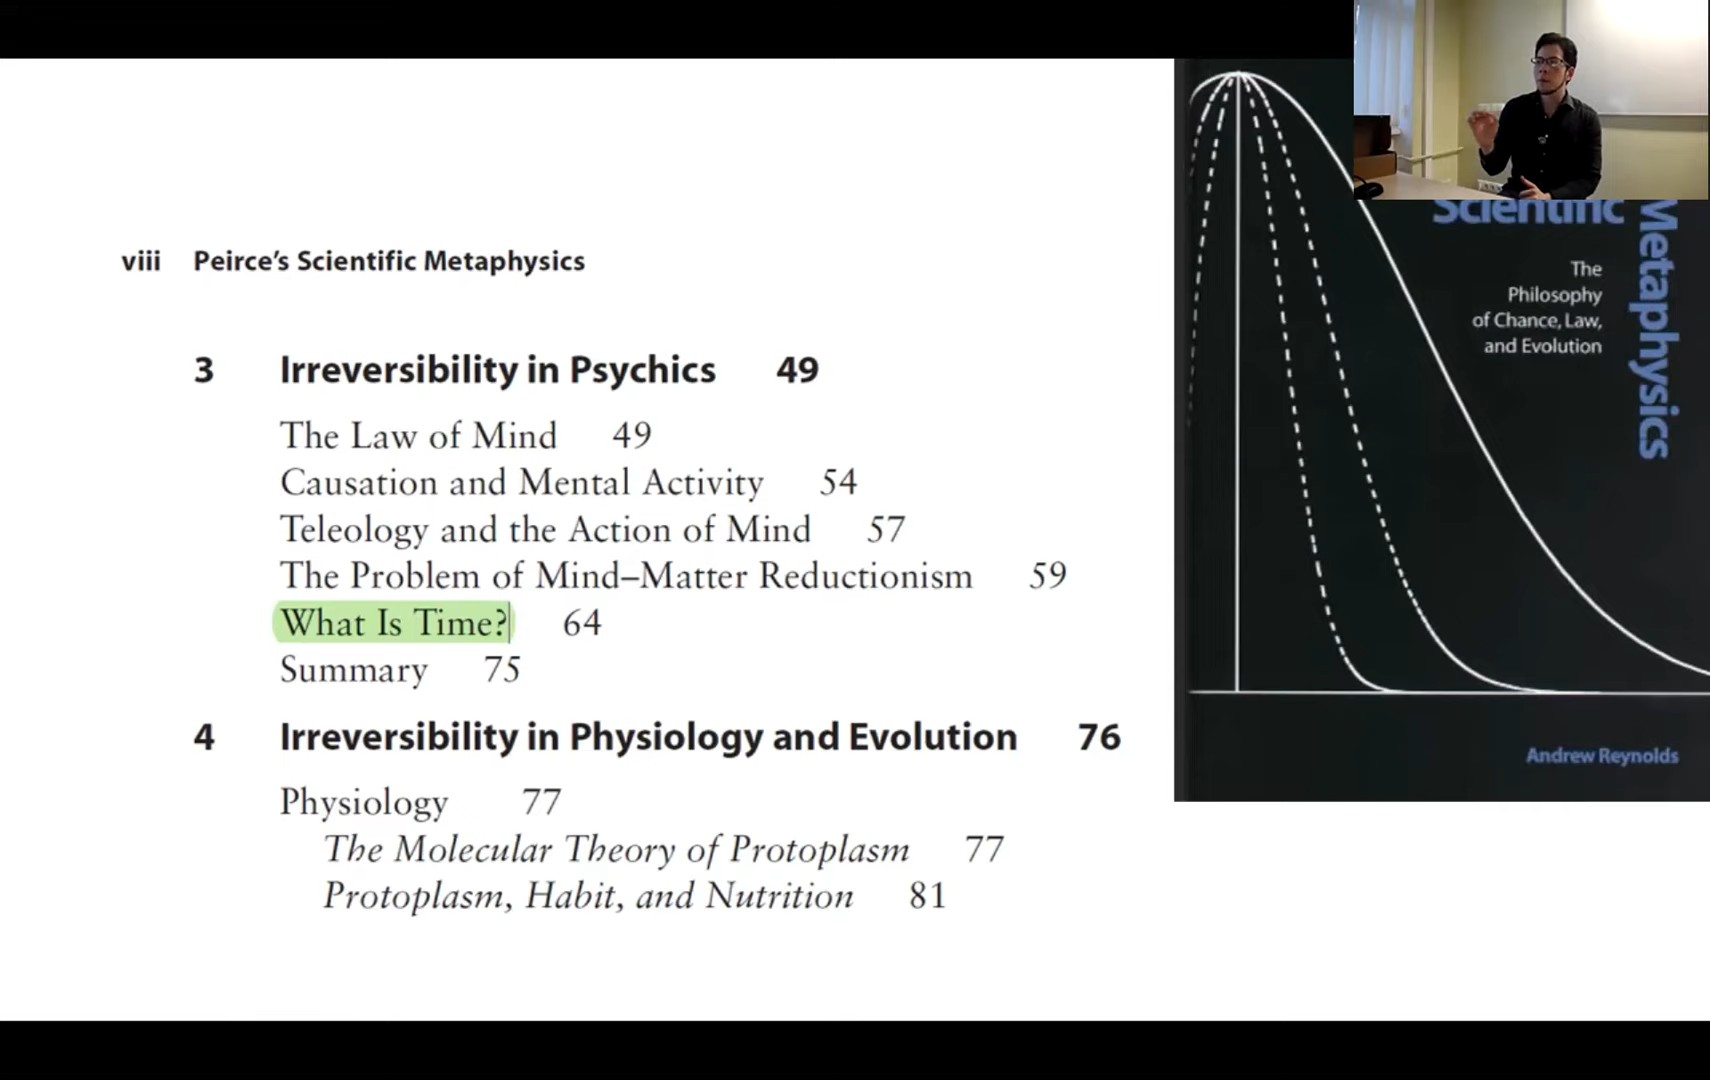 viii Peirce's Scientific Metaphysics
3 Irreversibility in Psychics 49
The Law of Mind 49
Causation and Mental Activity 54
Teleology and the Action of Mind 57
The Problem of Mind–Matter Reductionism 59
What Is Time? 64
Summary 75
4 Irreversibility in Physiology and Evolution 76
Physiology 77
The Molecular Theory of Protoplasm 77
Protoplasm, Habit, and Nutrition 81
Scientific
Metaphysics
The
Philosophy
of Chance, Law,
and Evolution
Andrew Reynolds